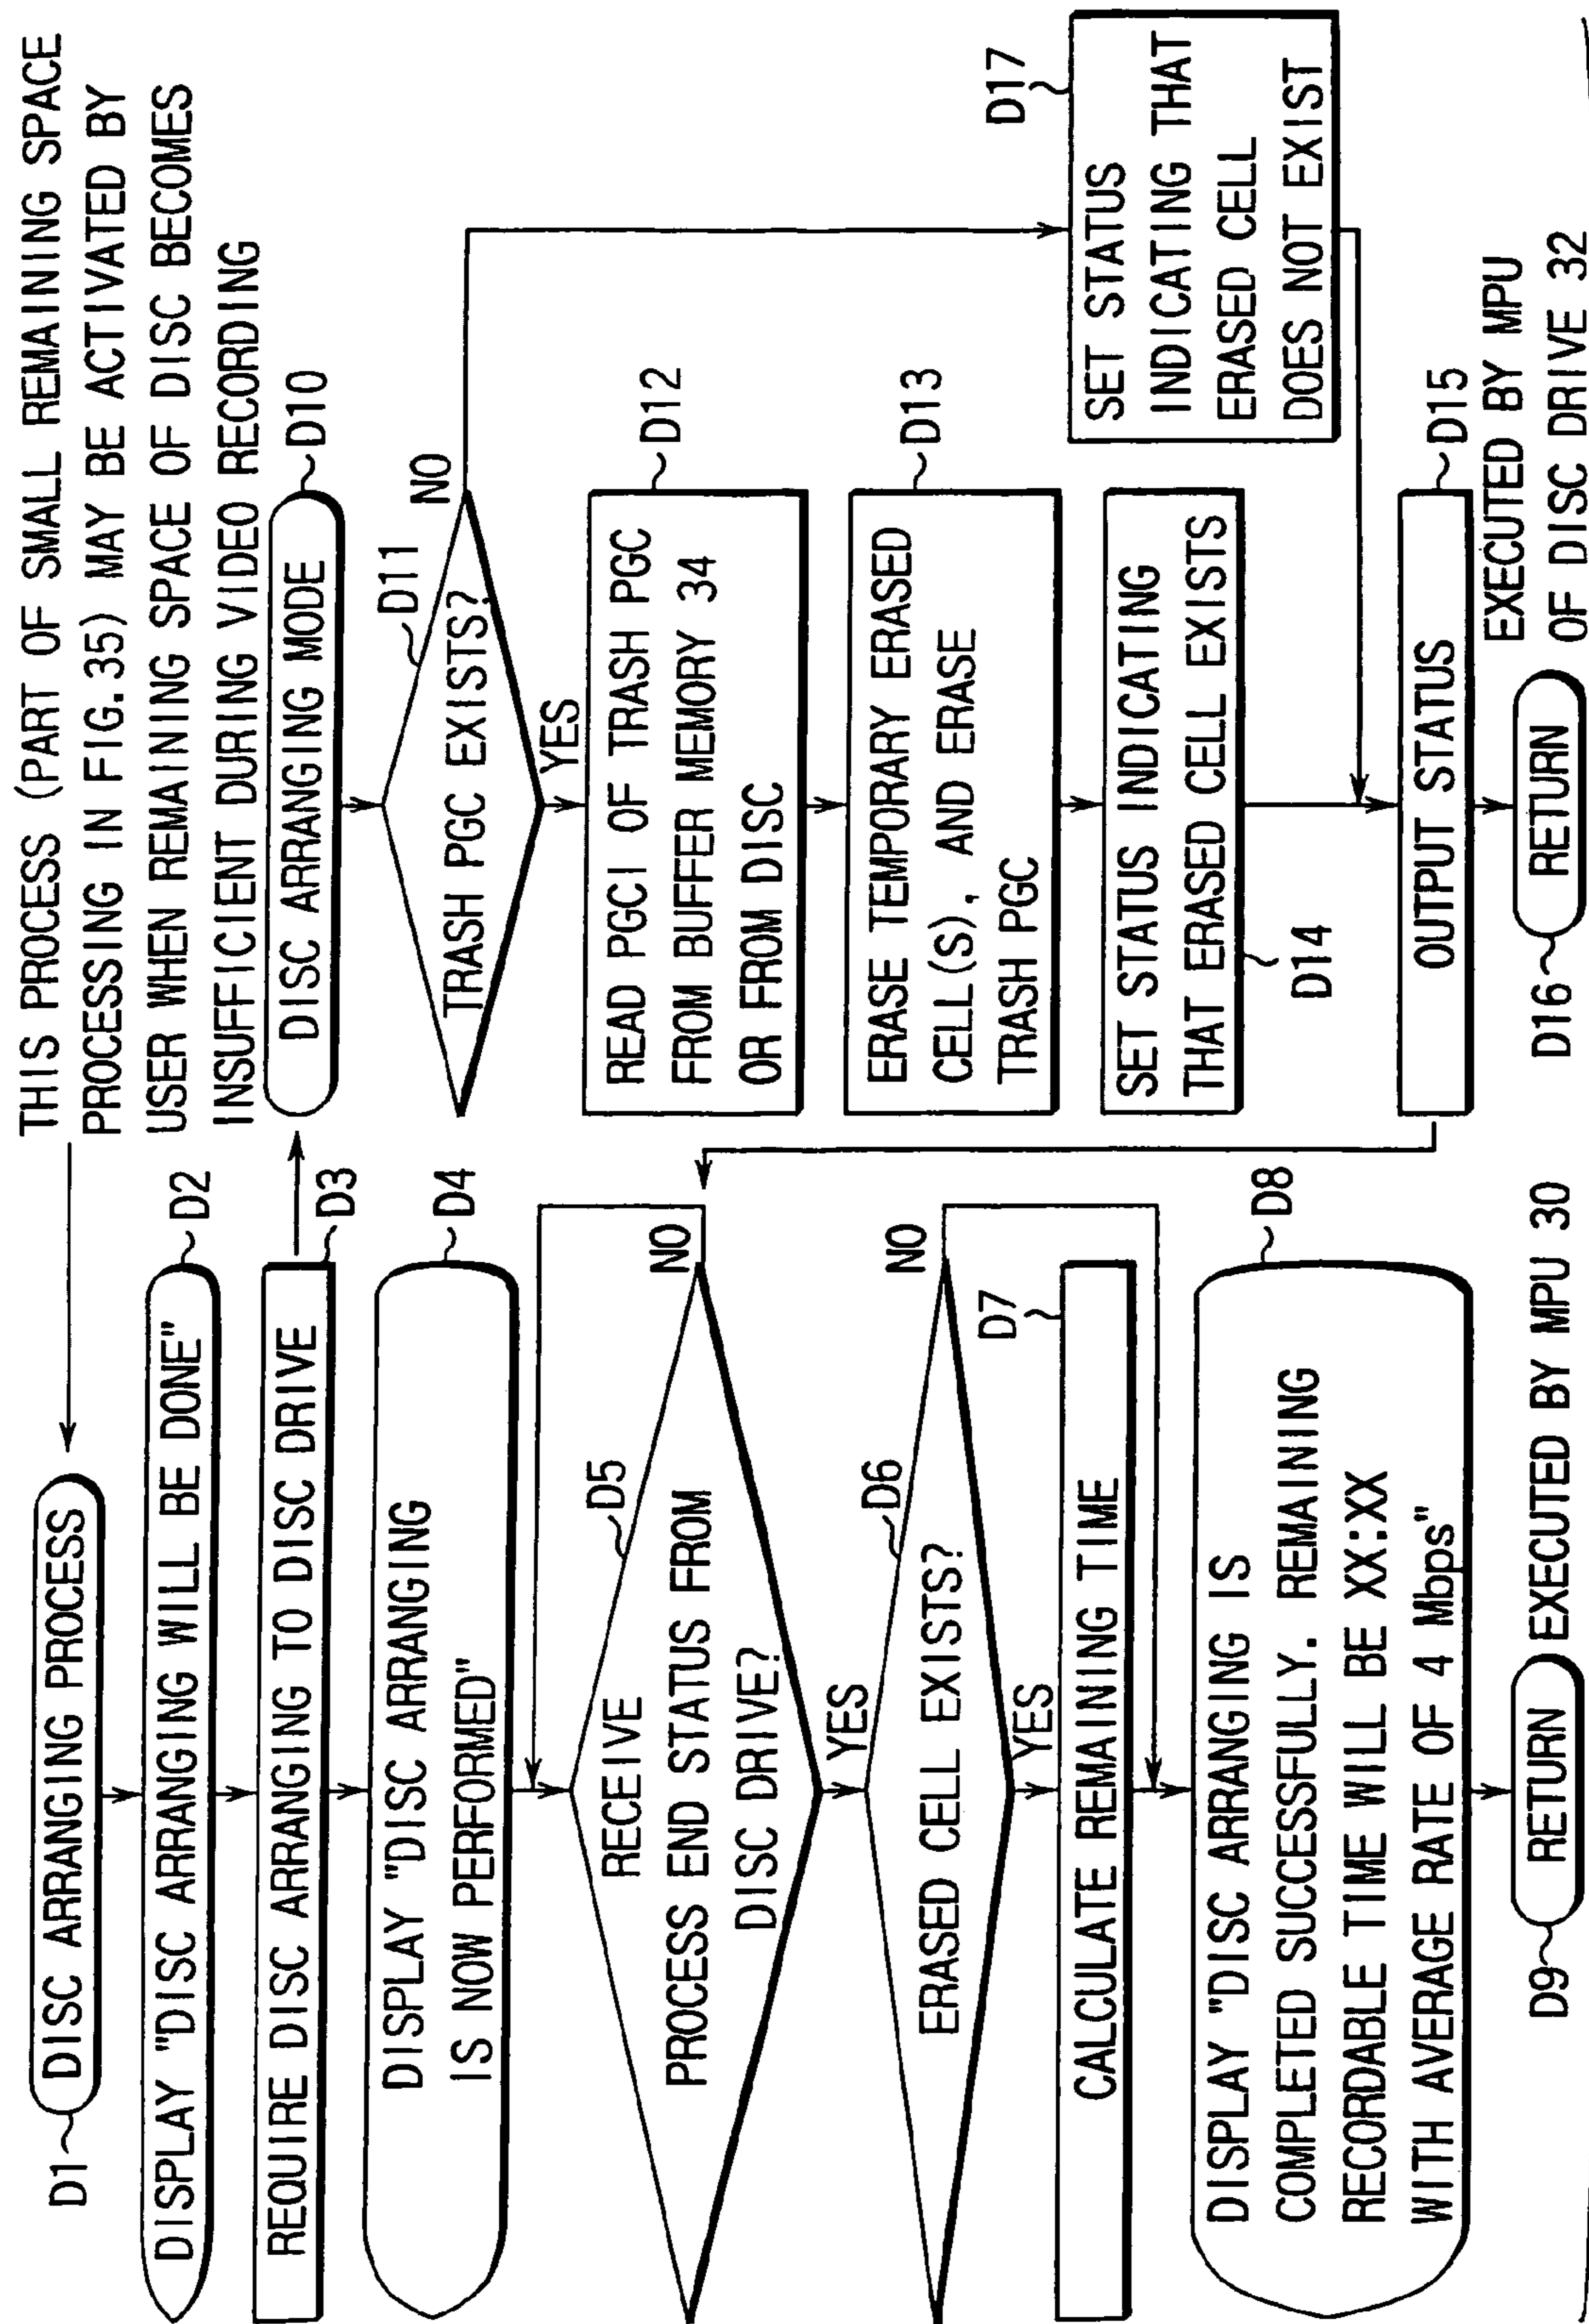 THIS PROCESS (PART OF SMALL REMAINING SPACE
PROCESSING IN FIG.35) MAY BE ACTIVATED BY
USER WHEN REMAINING SPACE OF DISC BECOMES
INSUFFICIENT DURING VIDEO RECORDING
D1
DISC ARRANGING PROCESS
D2
DISPLAY "DISC ARRANGING WILL BE DONE"
REQUIRE DISC ARRANGING TO DISC DRIVE
D3
D4
DISPLAY "DISC ARRANGING
IS NOW PERFORMED"
D5
RECEIVE
PROCESS END STATUS FROM
DISC DRIVE?
NO
YES
D6
ERASED CELL EXISTS?
NO
YES
D7
CALCULATE REMAINING TIME
D8
DISPLAY "DISC ARRANGING IS
COMPLETED SUCCESSFULLY. REMAINING
RECORDABLE TIME WILL BE XX:XX
WITH AVERAGE RATE OF 4 Mbps"
D9
RETURN
EXECUTED BY MPU 30
DISC ARRANGING MODE
D10
D11
TRASH PGC EXISTS?
NO
YES
D12
READ PGCI OF TRASH PGC
FROM BUFFER MEMORY 34
OR FROM DISC
D13
ERASE TEMPORARY ERASED
CELL(S), AND ERASE
TRASH PGC
SET STATUS INDICATING
THAT ERASED CELL EXISTS
D14
D17
SET STATUS
INDICATING THAT
ERASED CELL
DOES NOT EXIST
OUTPUT STATUS
D15
D16
RETURN
EXECUTED BY MPU
OF DISC DRIVE 32